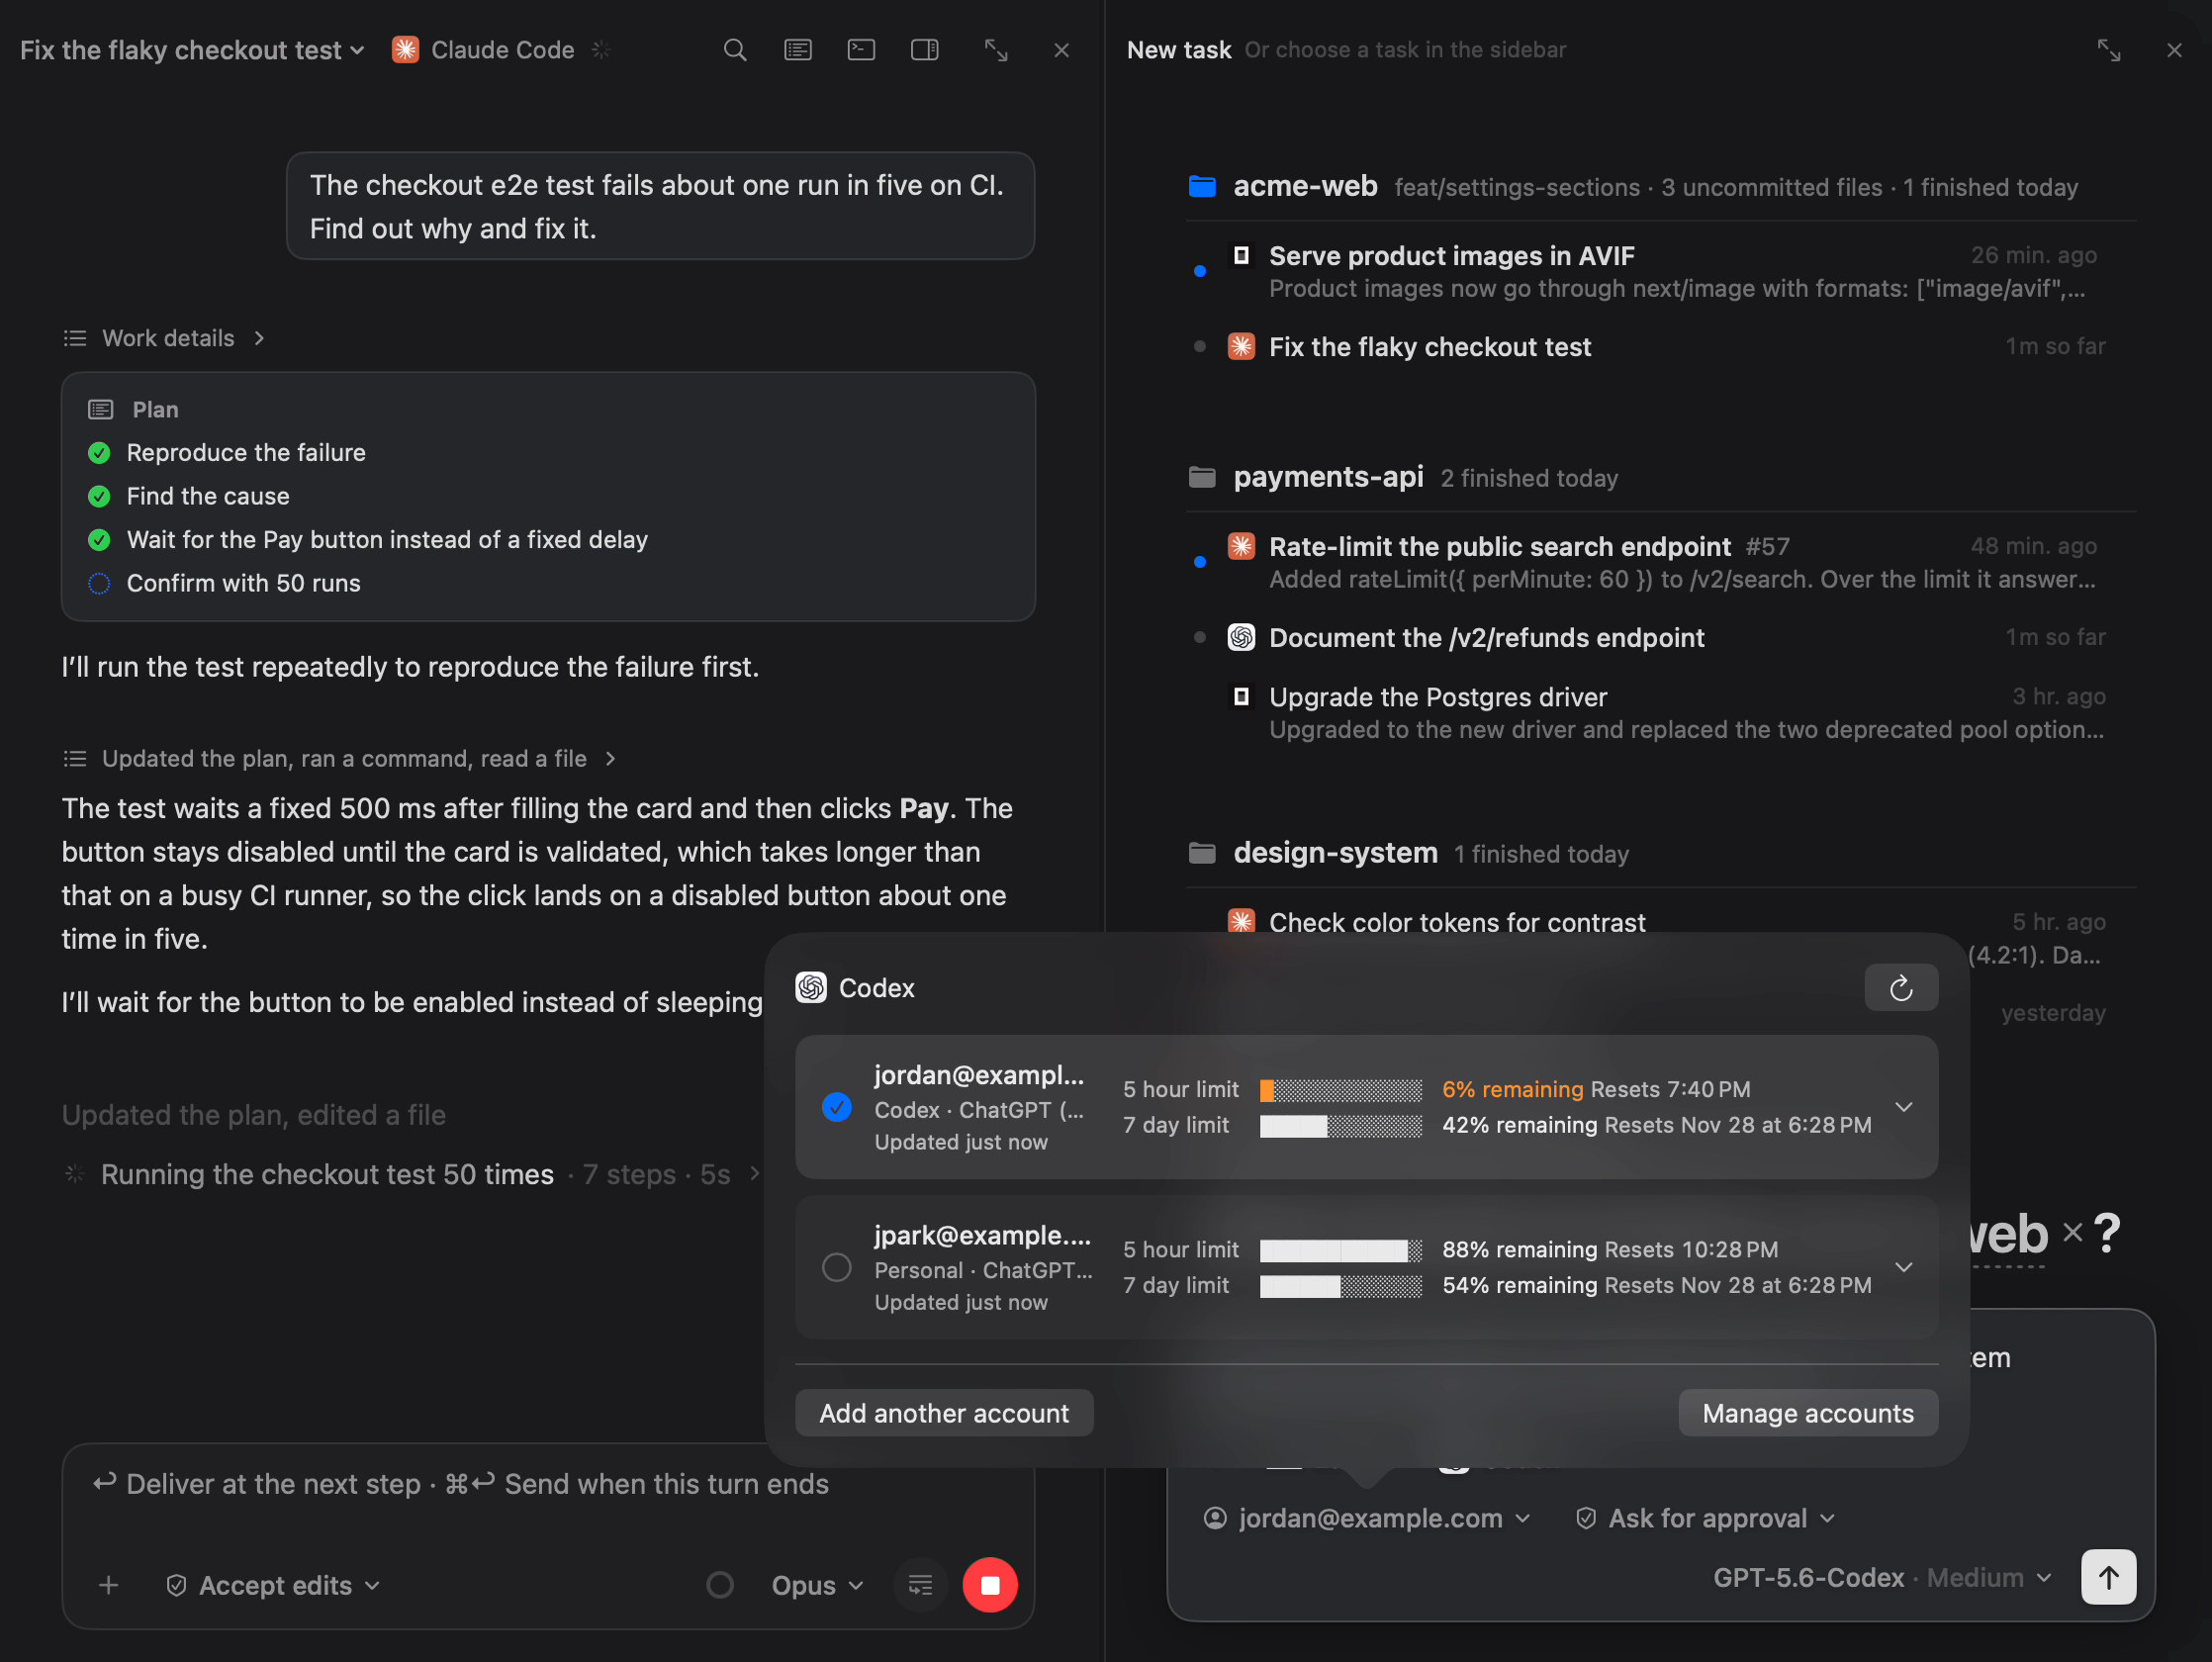 Fix the flaky checkout test
Claude Code
The checkout e2e test fails about one run in five on CI.
Find out why and fix it.
Work details
Plan
Reproduce the failure
Find the cause
Wait for the Pay button instead of a fixed delay
Confirm with 50 runs
I’ll run the test repeatedly to reproduce the failure first.
Updated the plan, ran a command, read a file
The test waits a fixed 500 ms after filling the card and then clicks Pay. The
button stays disabled until the card is validated, which takes longer than
that on a busy CI runner, so the click lands on a disabled button about one
time in five.
I’ll wait for the button to be enabled instead of sleeping
Updated the plan, edited a file
Running the checkout test 50 times · 7 steps · 5s
↩ Deliver at the next step · ⌘↩ Send when this turn ends
Accept edits
Opus
New task Or choose a task in the sidebar
acme-web feat/settings-sections · 3 uncommitted files · 1 finished today
Serve product images in AVIF 26 min. ago
Product images now go through next/image with formats: ["image/avif",...
Fix the flaky checkout test 1m so far
payments-api 2 finished today
Rate-limit the public search endpoint #57 48 min. ago
Added rateLimit({ perMinute: 60 }) to /v2/search. Over the limit it answer...
Document the /v2/refunds endpoint 1m so far
Upgrade the Postgres driver 3 hr. ago
Upgraded to the new driver and replaced the two deprecated pool option...
design-system 1 finished today
Check color tokens for contrast 5 hr. ago
(4.2:1). Da...
yesterday
Codex
jordan@exampl...
Codex · ChatGPT (...
Updated just now
5 hour limit 6% remaining Resets 7:40 PM
7 day limit 42% remaining Resets Nov 28 at 6:28 PM
jpark@example....
Personal · ChatGPT...
Updated just now
5 hour limit 88% remaining Resets 10:28 PM
7 day limit 54% remaining Resets Nov 28 at 6:28 PM
Add another account
Manage accounts
web ?
jordan@example.com
Ask for approval
GPT-5.6-Codex · Medium